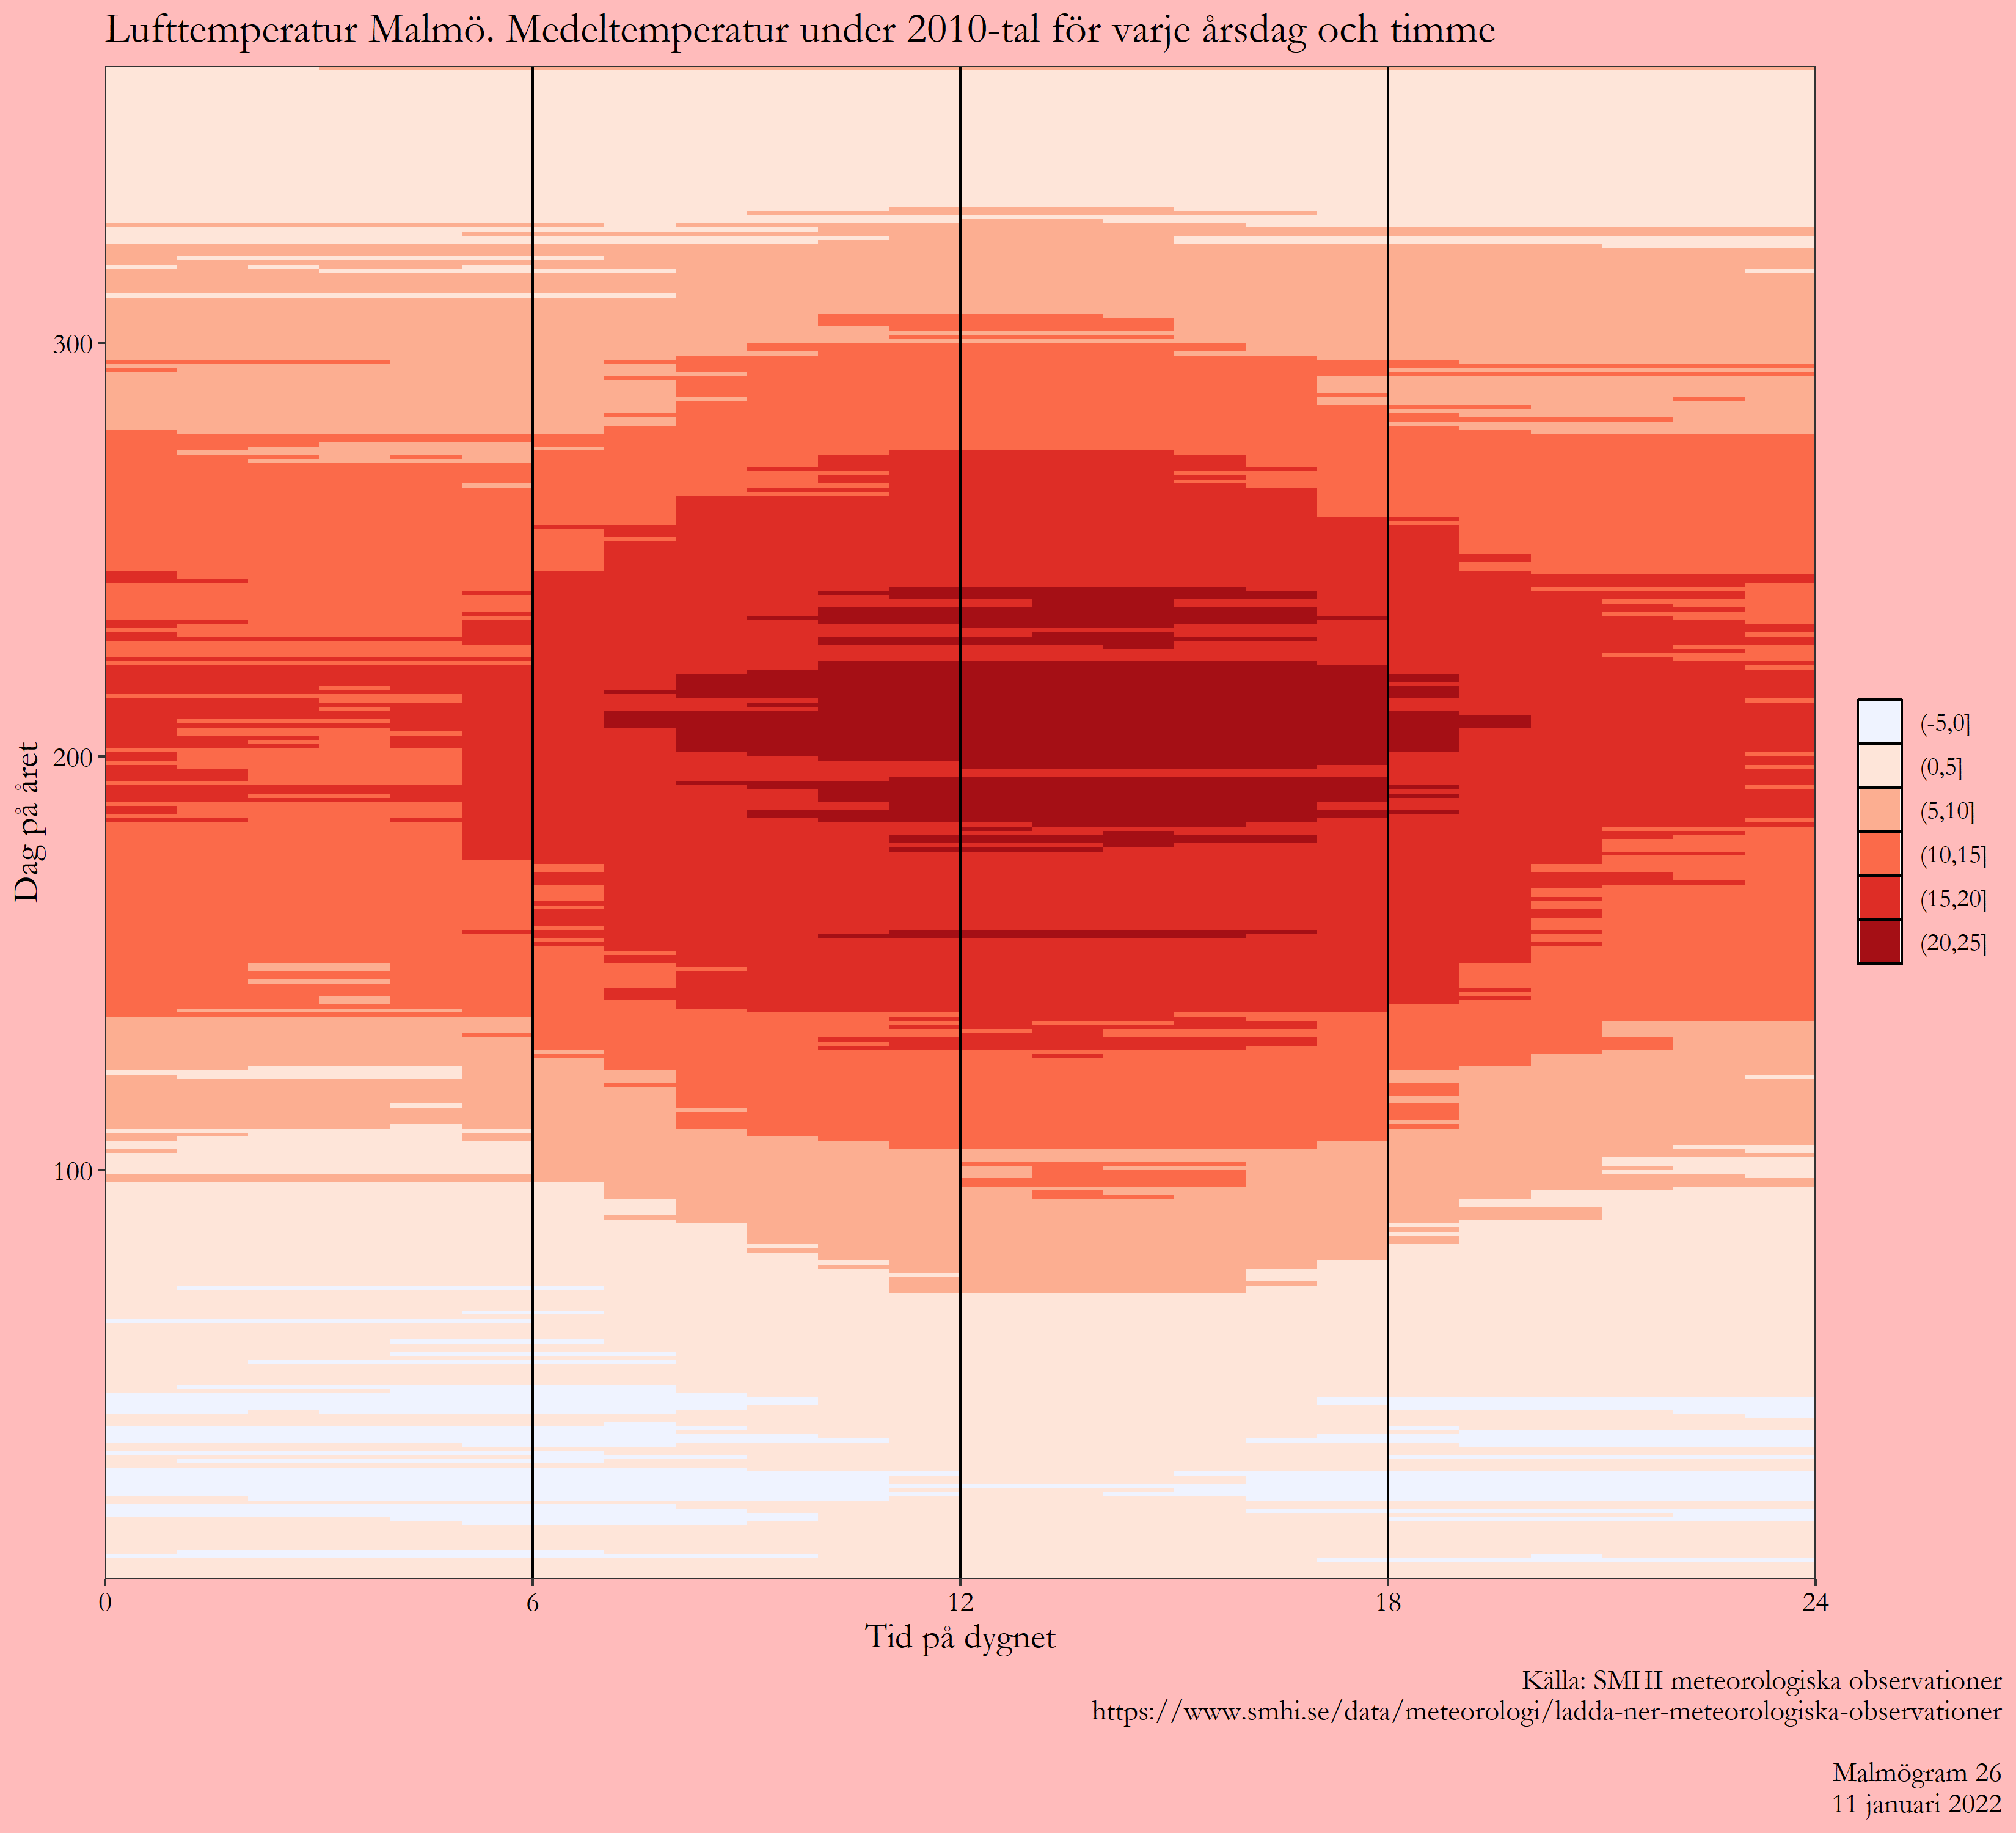 Lufttemperatur Malmö. Medeltemperatur under 2010-tal för varje årsdag och timme
300
200
100
Dag på året
0 6 12 18 24
Tid på dygnet
(-5,0]
(0,5]
(5,10]
(10,15]
(15,20]
(20,25]
Källa: SMHI meteorologiska observationer
https://www.smhi.se/data/meteorologi/ladda-ner-meteorologiska-observationer
Malmögram 26
11 januari 2022